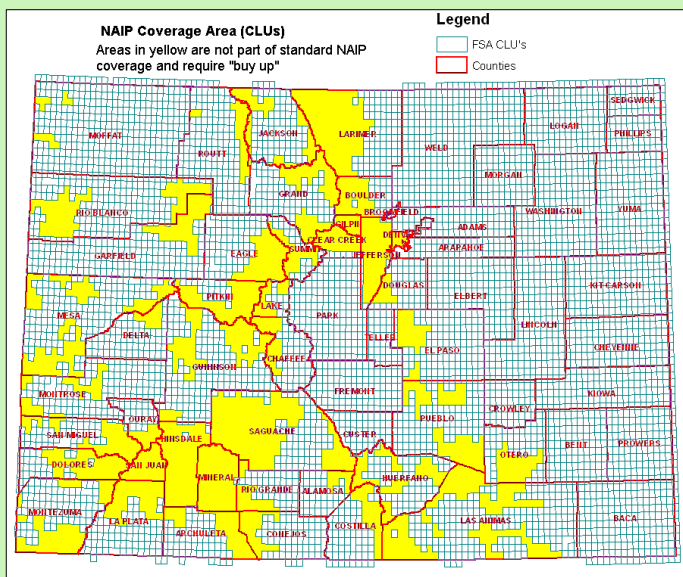 NAIP Coverage Area (CLUs)
Areas in yellow are not part of standard NAIP
coverage and require "buy up"
Legend
FSA CLU's
Counties
SEDGWICK
LOGAN
PHILLIPS
MOFFAT
JACKSON
LARIMER
ROUTT
WELD
MORGAN
GRAND
BOULDER
WASHINGTON
YUMA
RIO BLANCO
BROOMFIELD
GILPIN
ADAMS
CLEAR CREEK
ARAPAHOE
EAGLE
SUMMIT
JEFFERSON
GARFIELD
DOUGLAS
ELBERT
KIT CARSON
PITKIN
LAKE
MESA
PARK
LINCOLN
DELTA
TELLER
EL PASO
CHEYENNE
CHAFFEE
GUNNISON
MONTROSE
FREMONT
KIOWA
CROWLEY
OURAY
PUEBLO
SAN MIGUEL
HINSDALE
SAGUACHE
CUSTER
BENT
PROWERS
OTERO
DOLORES
SAN JUAN
MINERAL
HUERFANO
RIO GRANDE
ALAMOSA
MONTEZUMA
LA PLATA
LAS ANIMAS
BACA
ARCHULETA
CONEJOS
COSTILLA